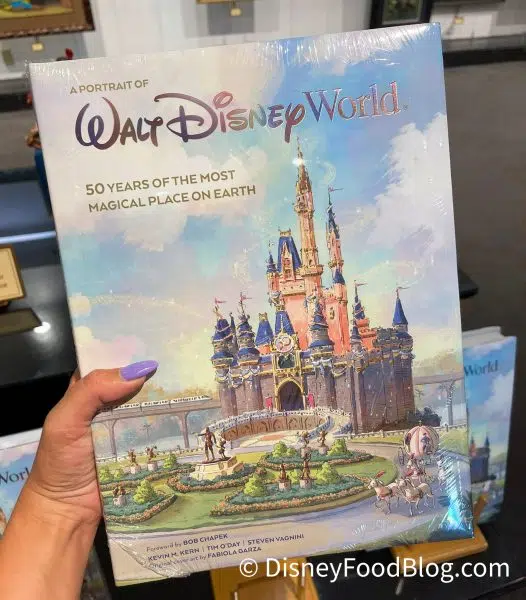 A PORTRAIT OF
WALT DISNEY World
50 YEARS OF THE MOST
MAGICAL PLACE ON EARTH
Foreword by BOB CHAPEK
KEVIN M. KERN | TIM O'DAY | STEVEN VAGNINI
Original cover art by FABIOLA GARZA
World
World
© DisneyFoodBlog.com